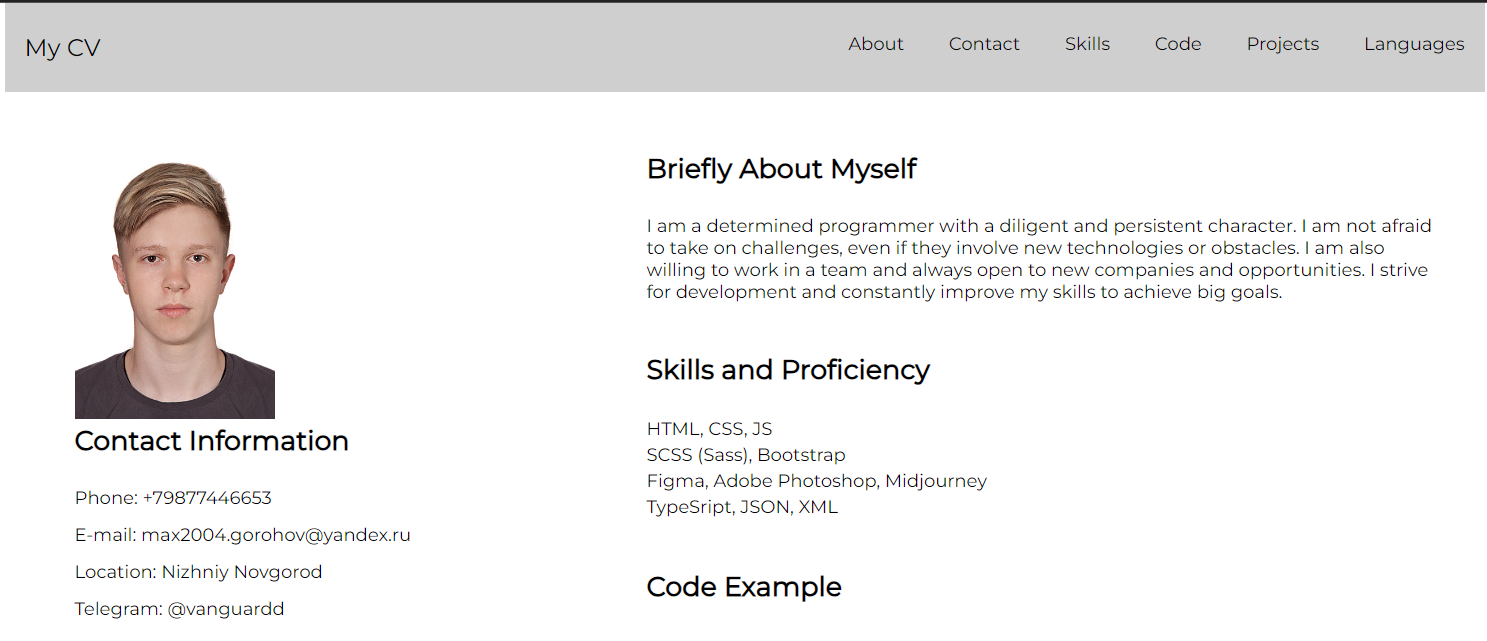 My CV
About Contact Skills Code Projects Languages
Contact Information
Phone: +79877446653
E-mail: max2004.gorohov@yandex.ru
Location: Nizhniy Novgorod
Telegram: @vanguardd
Briefly About Myself
I am a determined programmer with a diligent and persistent character. I am not afraid
to take on challenges, even if they involve new technologies or obstacles. I am also
willing to work in a team and always open to new companies and opportunities. I strive
for development and constantly improve my skills to achieve big goals.
Skills and Proficiency
HTML, CSS, JS
SCSS (Sass), Bootstrap
Figma, Adobe Photoshop, Midjourney
TypeSript, JSON, XML
Code Example